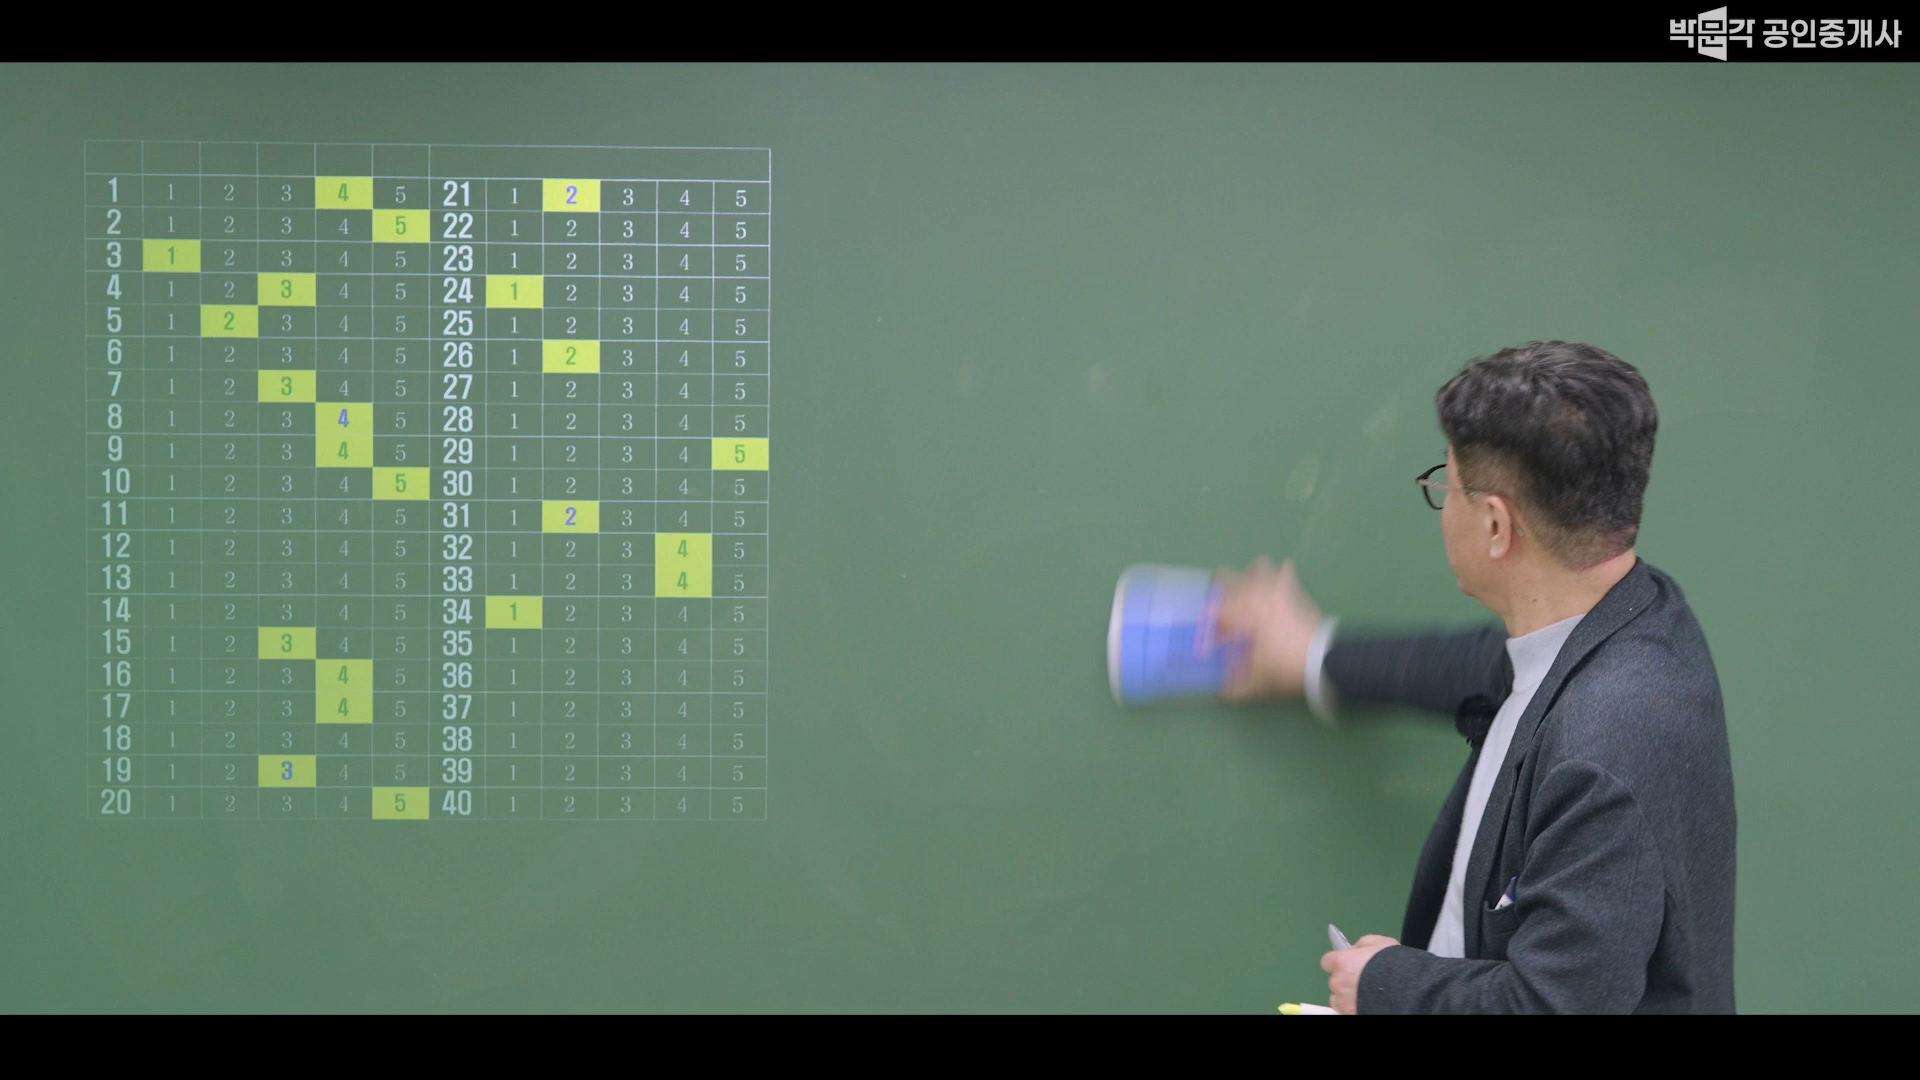 박문각 공인중개사
1 1 2 3 4 5 21 1 2 3 4 5
2 1 2 3 4 5 22 1 2 3 4 5
3 1 2 3 4 5 23 1 2 3 4 5
4 1 2 3 4 5 24 1 2 3 4 5
5 1 2 3 4 5 25 1 2 3 4 5
6 1 2 3 4 5 26 1 2 3 4 5
7 1 2 3 4 5 27 1 2 3 4 5
8 1 2 3 4 5 28 1 2 3 4 5
9 1 2 3 4 5 29 1 2 3 4 5
10 1 2 3 4 5 30 1 2 3 4 5
11 1 2 3 4 5 31 1 2 3 4 5
12 1 2 3 4 5 32 1 2 3 4 5
13 1 2 3 4 5 33 1 2 3 4 5
14 1 2 3 4 5 34 1 2 3 4 5
15 1 2 3 4 5 35 1 2 3 4 5
16 1 2 3 4 5 36 1 2 3 4 5
17 1 2 3 4 5 37 1 2 3 4 5
18 1 2 3 4 5 38 1 2 3 4 5
19 1 2 3 4 5 39 1 2 3 4 5
20 1 2 3 4 5 40 1 2 3 4 5